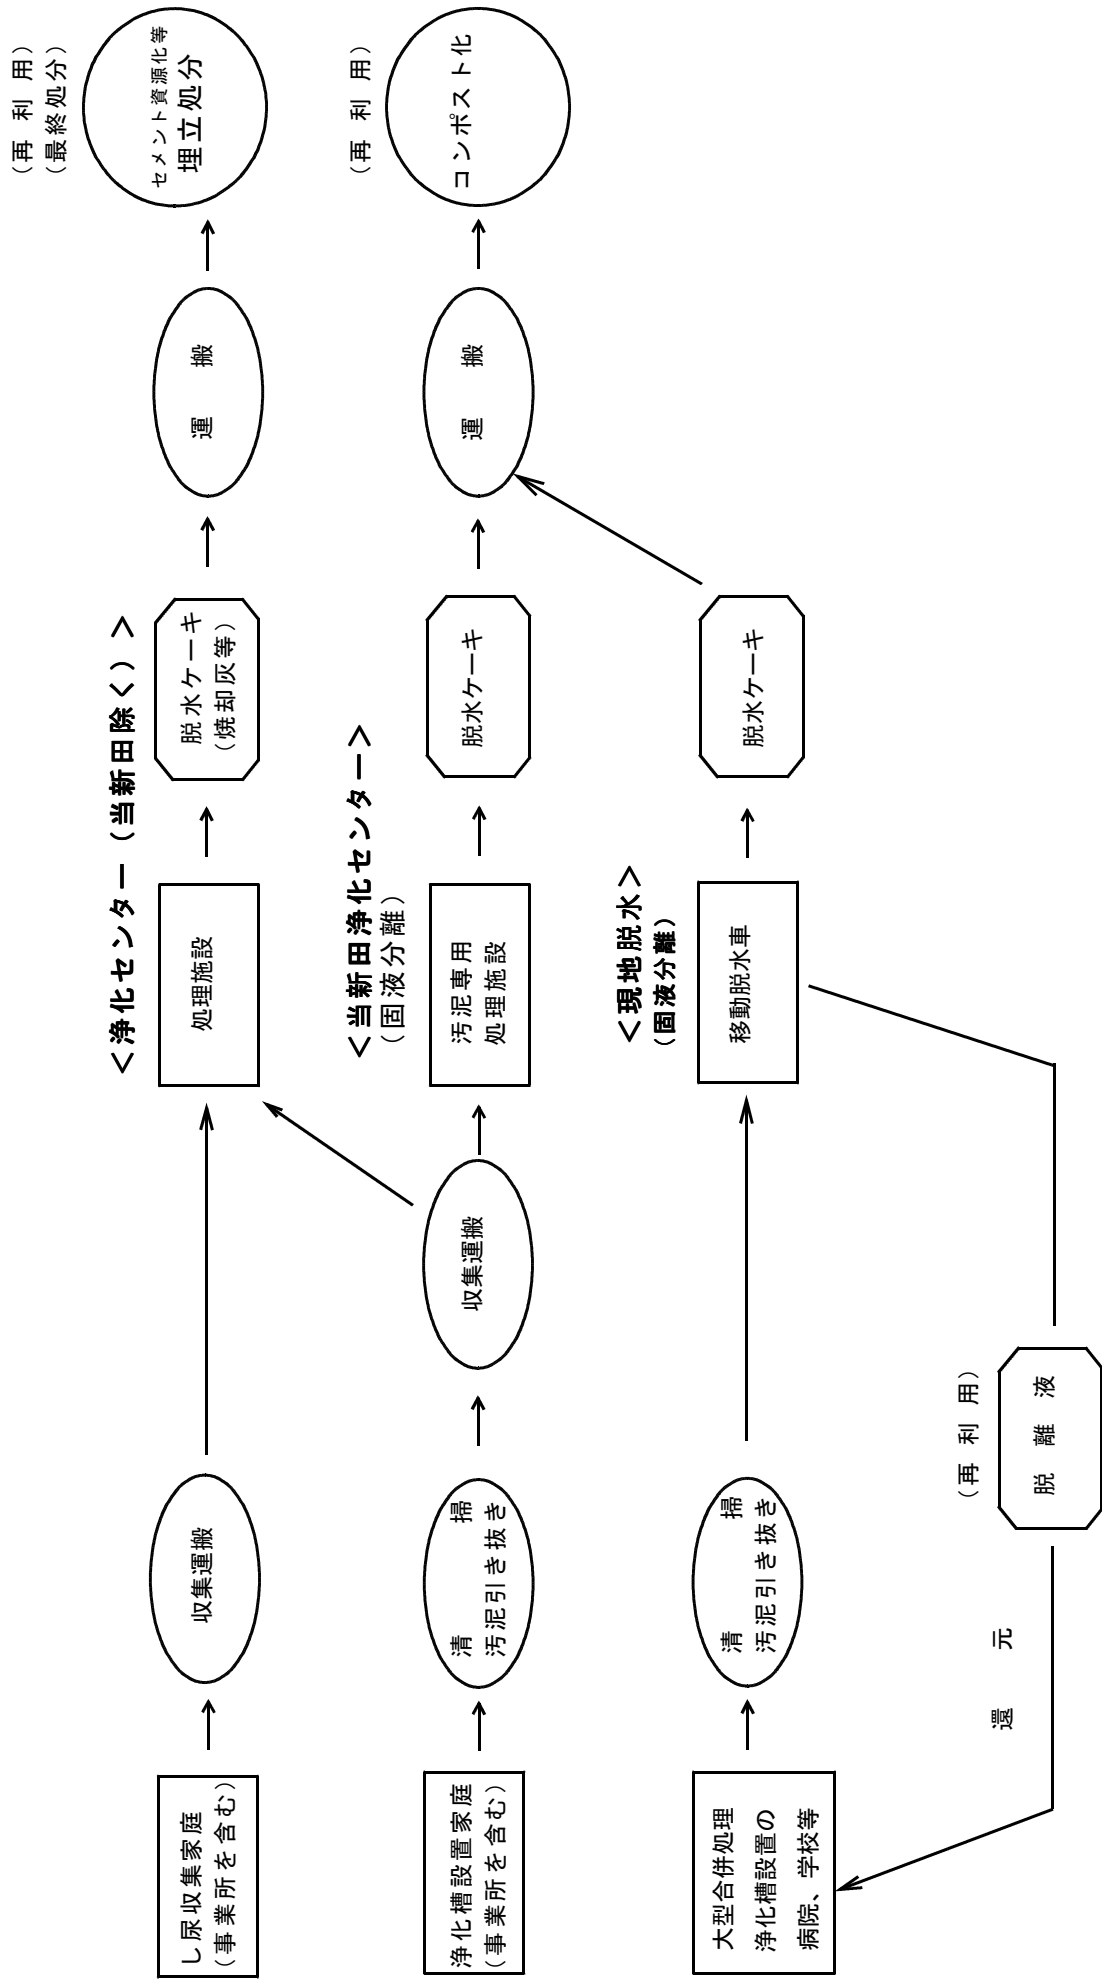 し尿収集家庭
(事業所を含む)
収集運搬
<浄化センター(当新田除く)>
処理施設
脱水ケーキ
(焼却灰等)
運搬
(再利用)
(最終処分)
セメント資源化等
埋立処分
浄化槽設置家庭
(事業所を含む)
清掃
汚泥引き抜き
収集運搬
<当新田浄化センター>
(固液分離)
汚泥専用
処理施設
脱水ケーキ
運搬
(再利用)
コンポスト化
大型合併処理
浄化槽設置の
病院、学校等
清掃
汚泥引き抜き
<現地脱水>
(固液分離)
移動脱水車
脱水ケーキ
還元
(再利用)
脱離液